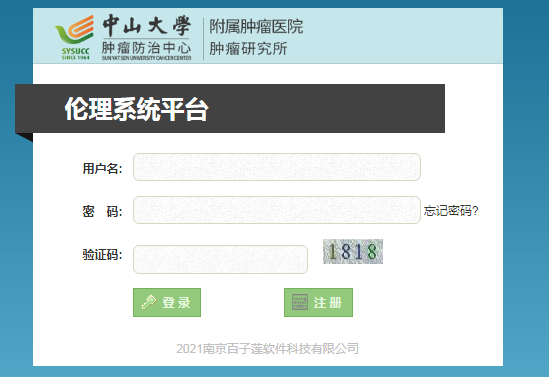 中山大學 附属肿瘤医院
肿瘤防治中心 肿瘤研究所
SYSUCC SUN YAT-SEN UNIVERSITY CANCER CENTER
SINCE 1964
伦理系统平台
用户名:
密 码: 忘记密码?
验证码: 1818
登录 注册
2021南京百子莲软件科技有限公司